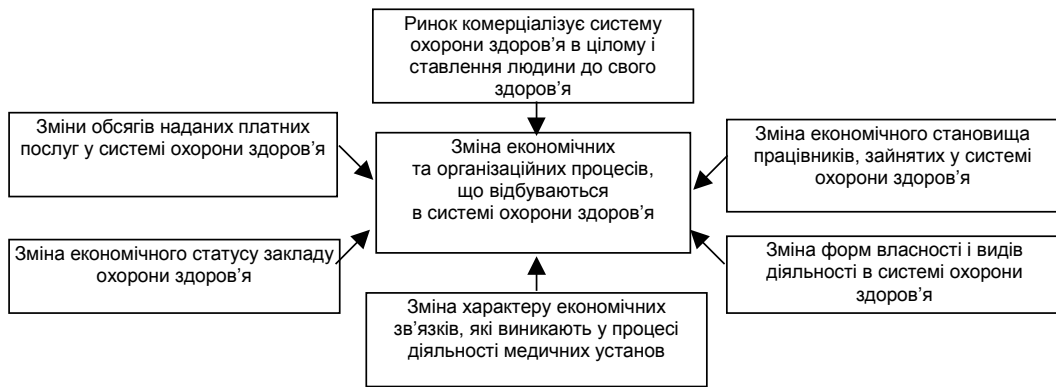 Ринок комерціалізує систему
охорони здоров’я в цілому і
ставлення людини до свого
здоров’я
Зміни обсягів наданих платних
послуг у системі охорони здоров’я
Зміна економічних
та організаційних процесів,
що відбуваються
в системі охорони здоров’я
Зміна економічного становища
працівників, зайнятих у системі
охорони здоров’я
Зміна економічного статусу закладу
охорони здоров’я
Зміна форм власності і видів
діяльності в системі охорони
здоров’я
Зміна характеру економічних
зв’язків, які виникають у процесі
діяльності медичних установ